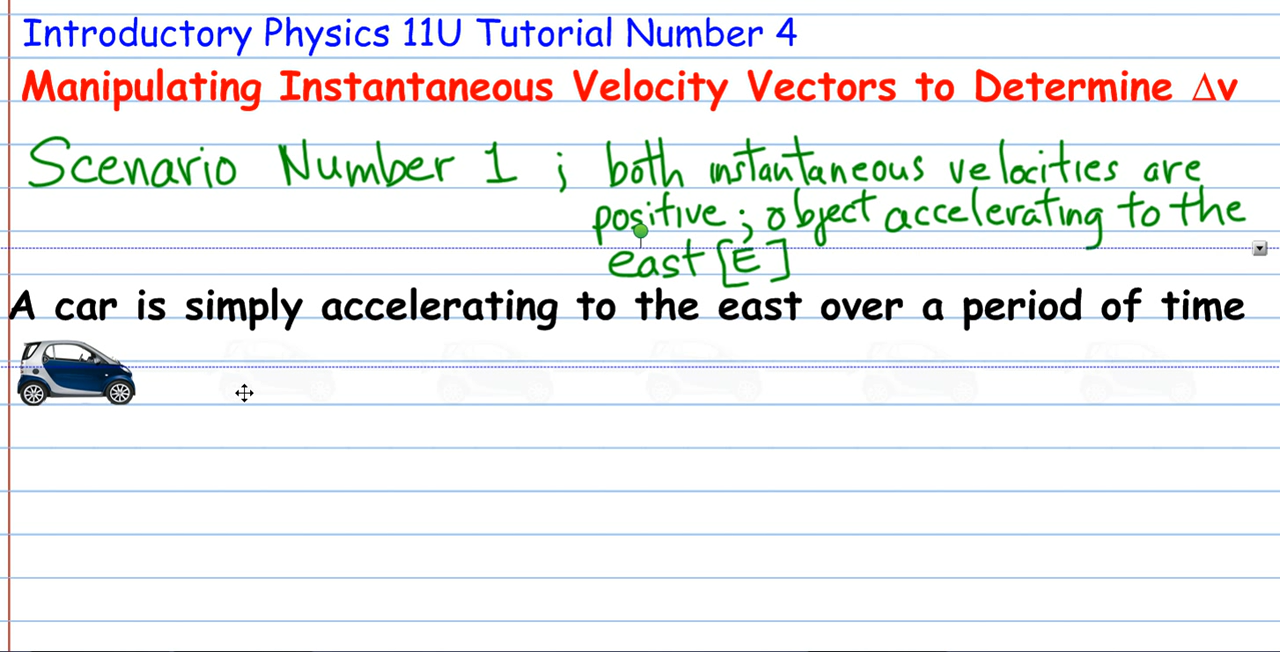 Introductory Physics 11U Tutorial Number 4
Manipulating Instantaneous Velocity Vectors to Determine Δv
Scenario Number 1 ; both instantaneous velocities are
positive ; object accelerating to the
east [E]
A car is simply accelerating to the east over a period of time